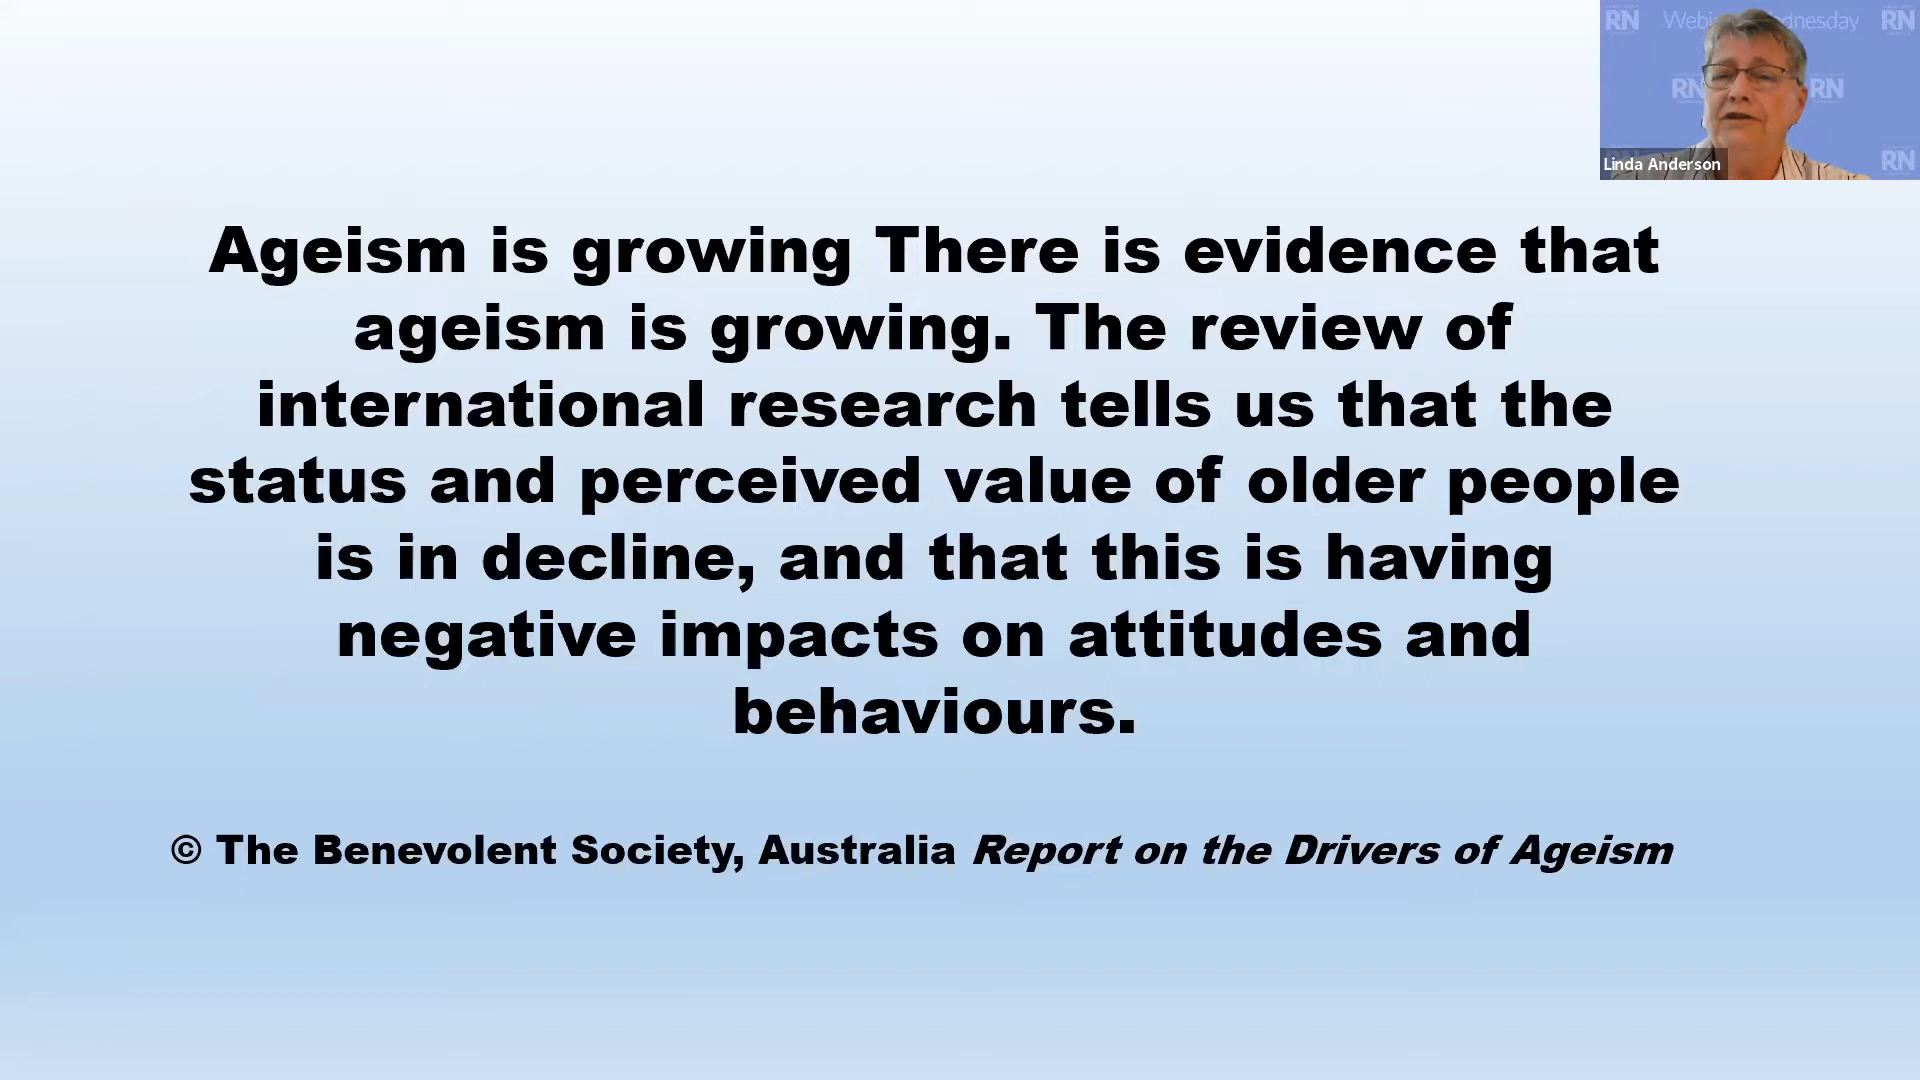 RN
Webi
dnesday
RN
RN
RN
Linda Anderson
RN
Ageism is growing There is evidence that
ageism is growing. The review of
international research tells us that the
status and perceived value of older people
is in decline, and that this is having
negative impacts on attitudes and
behaviours.
© The Benevolent Society, Australia Report on the Drivers of Ageism